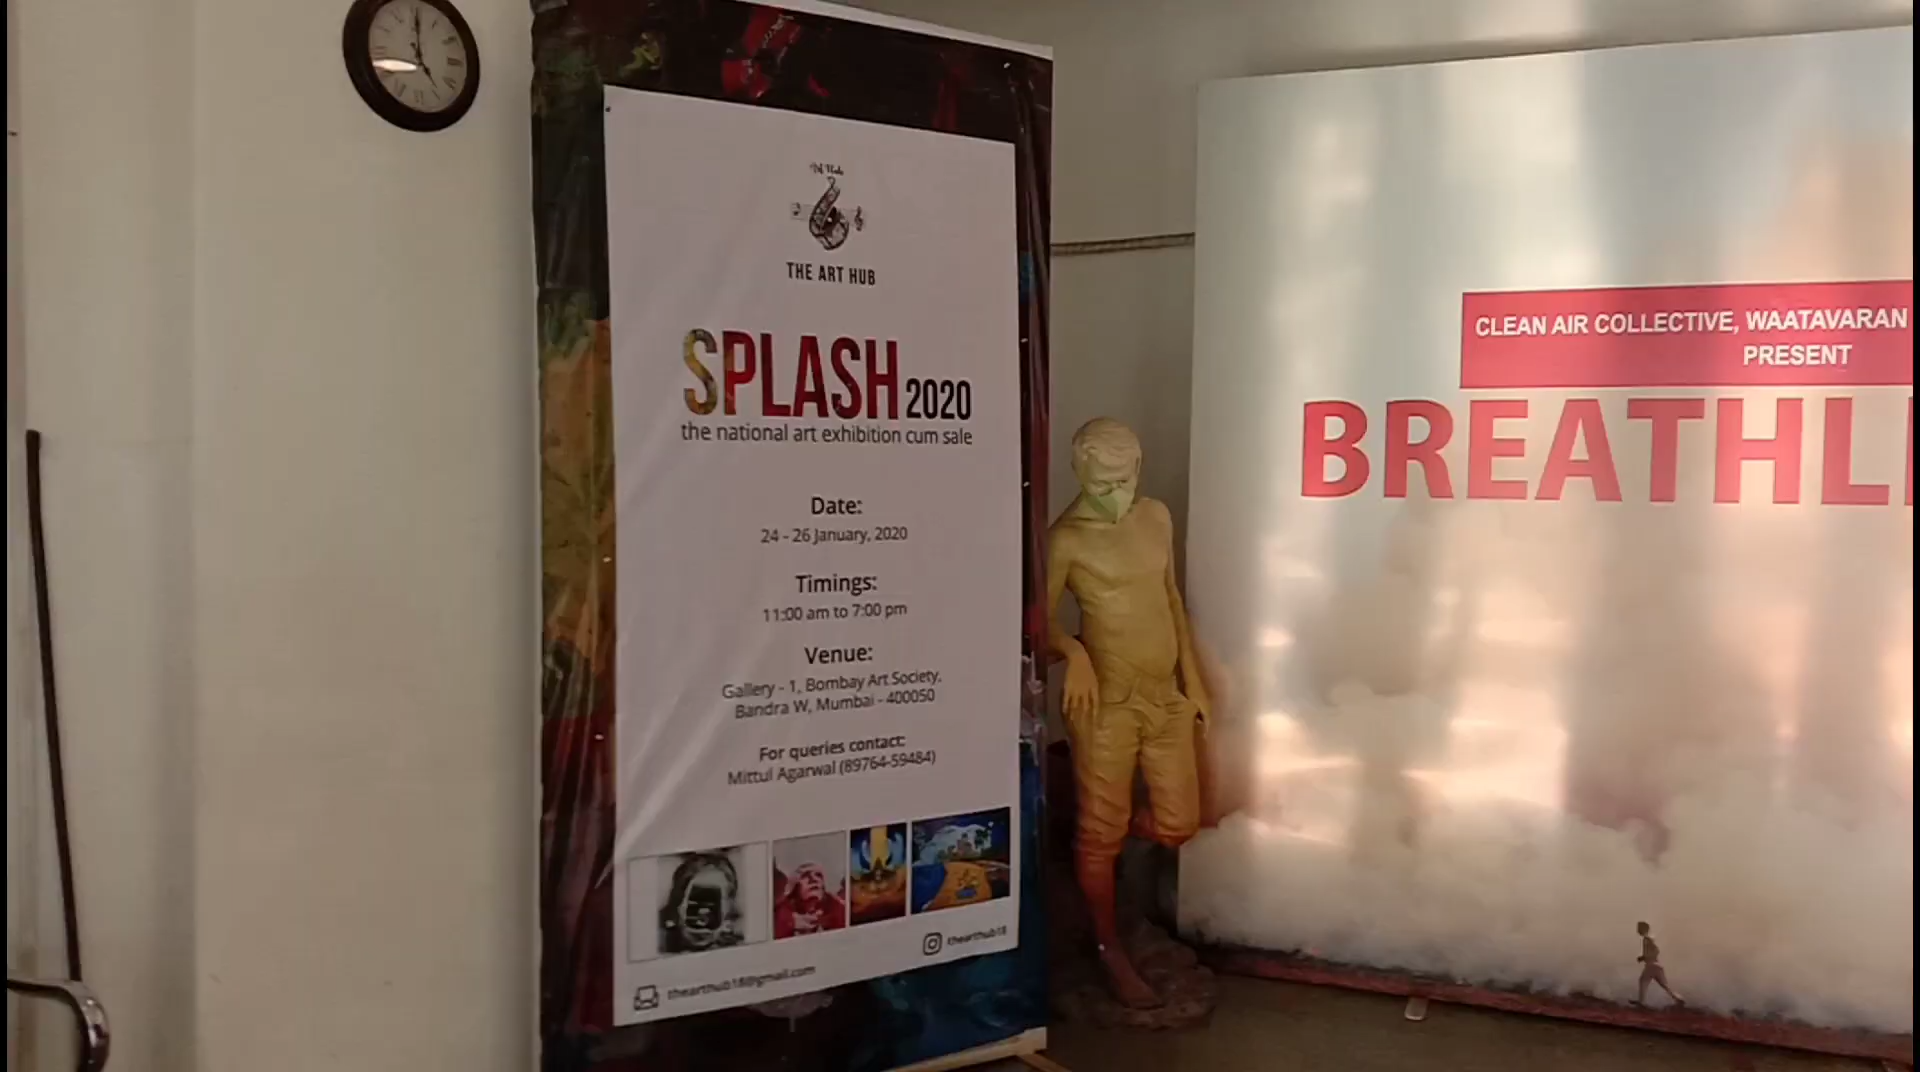 THE ART HUB
SPLASH 2020
the national art exhibition cum sale
Date:
24 - 26 January, 2020
Timings:
11:00 am to 7:00 pm
Venue:
Gallery - 1, Bombay Art Society,
Bandra W, Mumbai - 400050
For queries contact:
Mittul Agarwal (89764-59484)
thearthub18
thearthub18@gmail.com
CLEAN AIR COLLECTIVE, WAATAVARAN
PRESENT
BREATHL